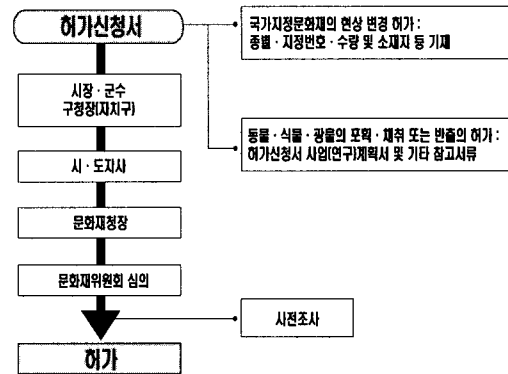 허가신청서
국가지정문화재의 현상 변경 허가 :
종별 · 지정번호 · 수량 및 소재지 등 기재
시장 · 군수
구청장(자치구)
동물 · 식물 · 광물의 포획 · 채취 또는 반출의 허가 :
허가신청서 사업(연구)계획서 및 기타 참고서류
시 · 도지사
문화재청장
문화재위원회 심의
사전조사
허가